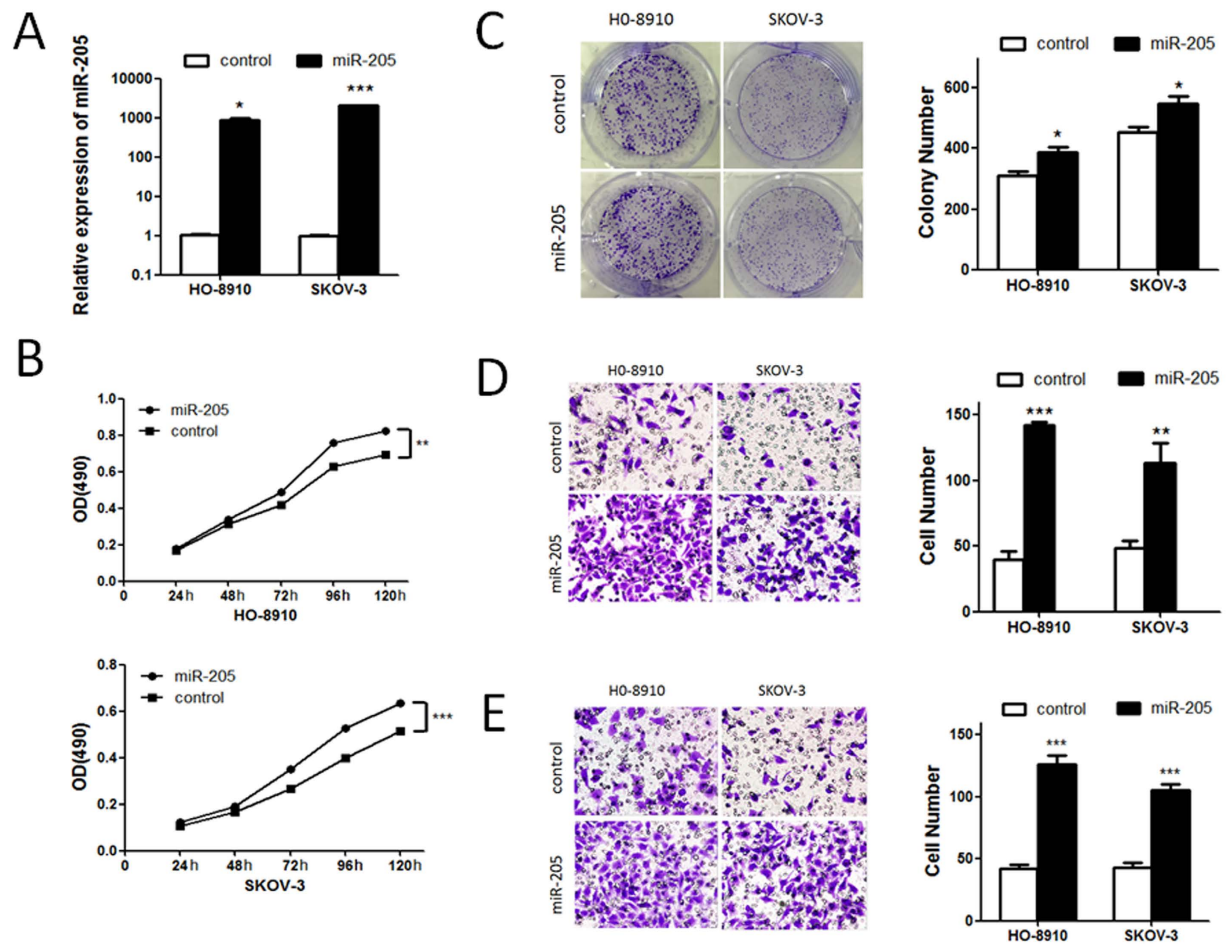 A
control miR-205
Relative expression of miR-205
10000
1000
100
10
1
0.1
* ***
HO-8910 SKOV-3
B
miR-205
control
OD(490)
1.0
0.8
0.6
0.4
0.2
0.0
**
0 24h 48h 72h 96h 120h
HO-8910
miR-205
control
OD(490)
0.8
0.6
0.4
0.2
0.0
***
0 24h 48h 72h 96h 120h
SKOV-3
C
H0-8910 SKOV-3
control
miR-205
control miR-205
Colony Number
600
400
200
0
* *
HO-8910 SKOV-3
D
H0-8910 SKOV-3
control
miR-205
control miR-205
Cell Number
150
100
50
0
*** **
HO-8910 SKOV-3
E
H0-8910 SKOV-3
control
miR-205
control miR-205
Cell Number
150
100
50
0
*** ***
HO-8910 SKOV-3